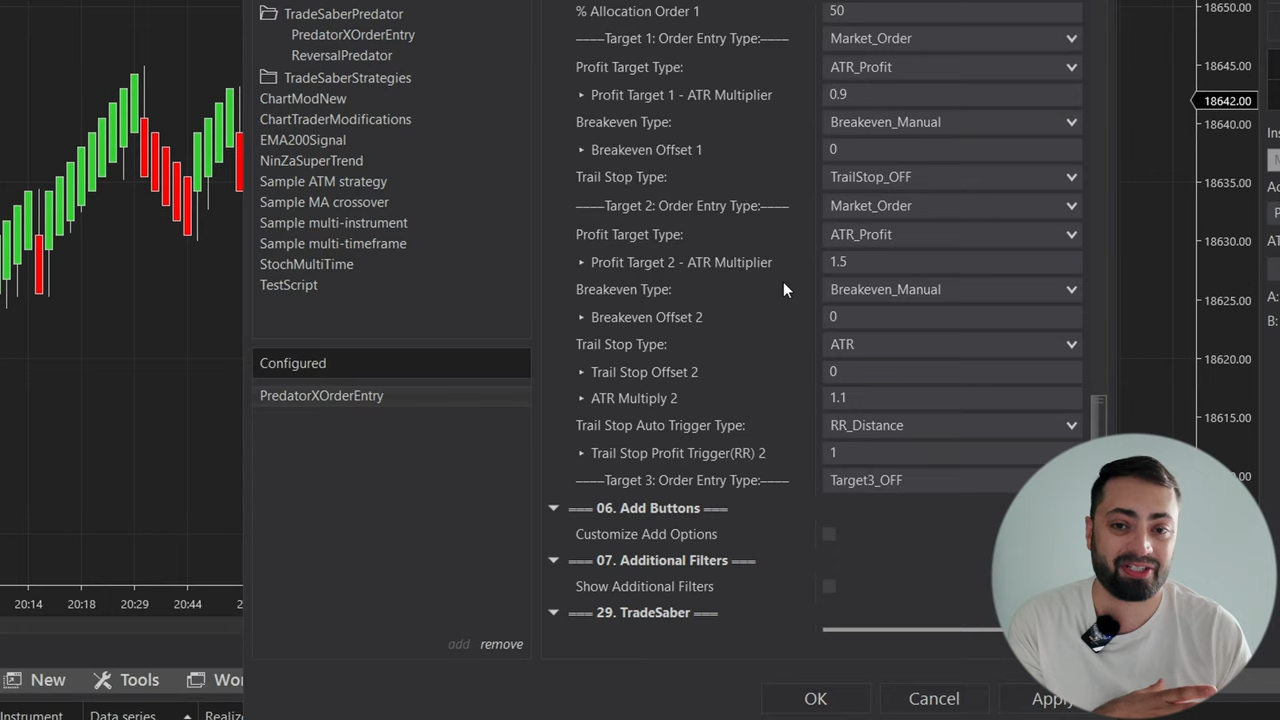 TradeSaberPredator
PredatorXOrderEntry
ReversalPredator
TradeSaberStrategies
ChartModNew
ChartTraderModifications
EMA200Signal
NinZaSuperTrend
Sample ATM strategy
Sample MA crossover
Sample multi-instrument
Sample multi-timeframe
StochMultiTime
TestScript
Configured
PredatorXOrderEntry
add remove
% Allocation Order 1 50
----Target 1: Order Entry Type:---- Market_Order
Profit Target Type: ATR_Profit
Profit Target 1 - ATR Multiplier 0.9
Breakeven Type: Breakeven_Manual
Breakeven Offset 1 0
Trail Stop Type: TrailStop_OFF
----Target 2: Order Entry Type:---- Market_Order
Profit Target Type: ATR_Profit
Profit Target 2 - ATR Multiplier 1.5
Breakeven Type: Breakeven_Manual
Breakeven Offset 2 0
Trail Stop Type: ATR
Trail Stop Offset 2 0
ATR Multiply 2 1.1
Trail Stop Auto Trigger Type: RR_Distance
Trail Stop Profit Trigger(RR) 2 1
----Target 3: Order Entry Type:---- Target3_OFF
=== 06. Add Buttons ===
Customize Add Options
=== 07. Additional Filters ===
Show Additional Filters
=== 29. TradeSaber ===
OK Cancel Apply
18650.00
18645.00
18642.00
18640.00
18635.00
18630.00
18625.00
18620.00
18615.00
A:
B:
20:14 20:18 20:29 20:44
New Tools
Instrument Data series